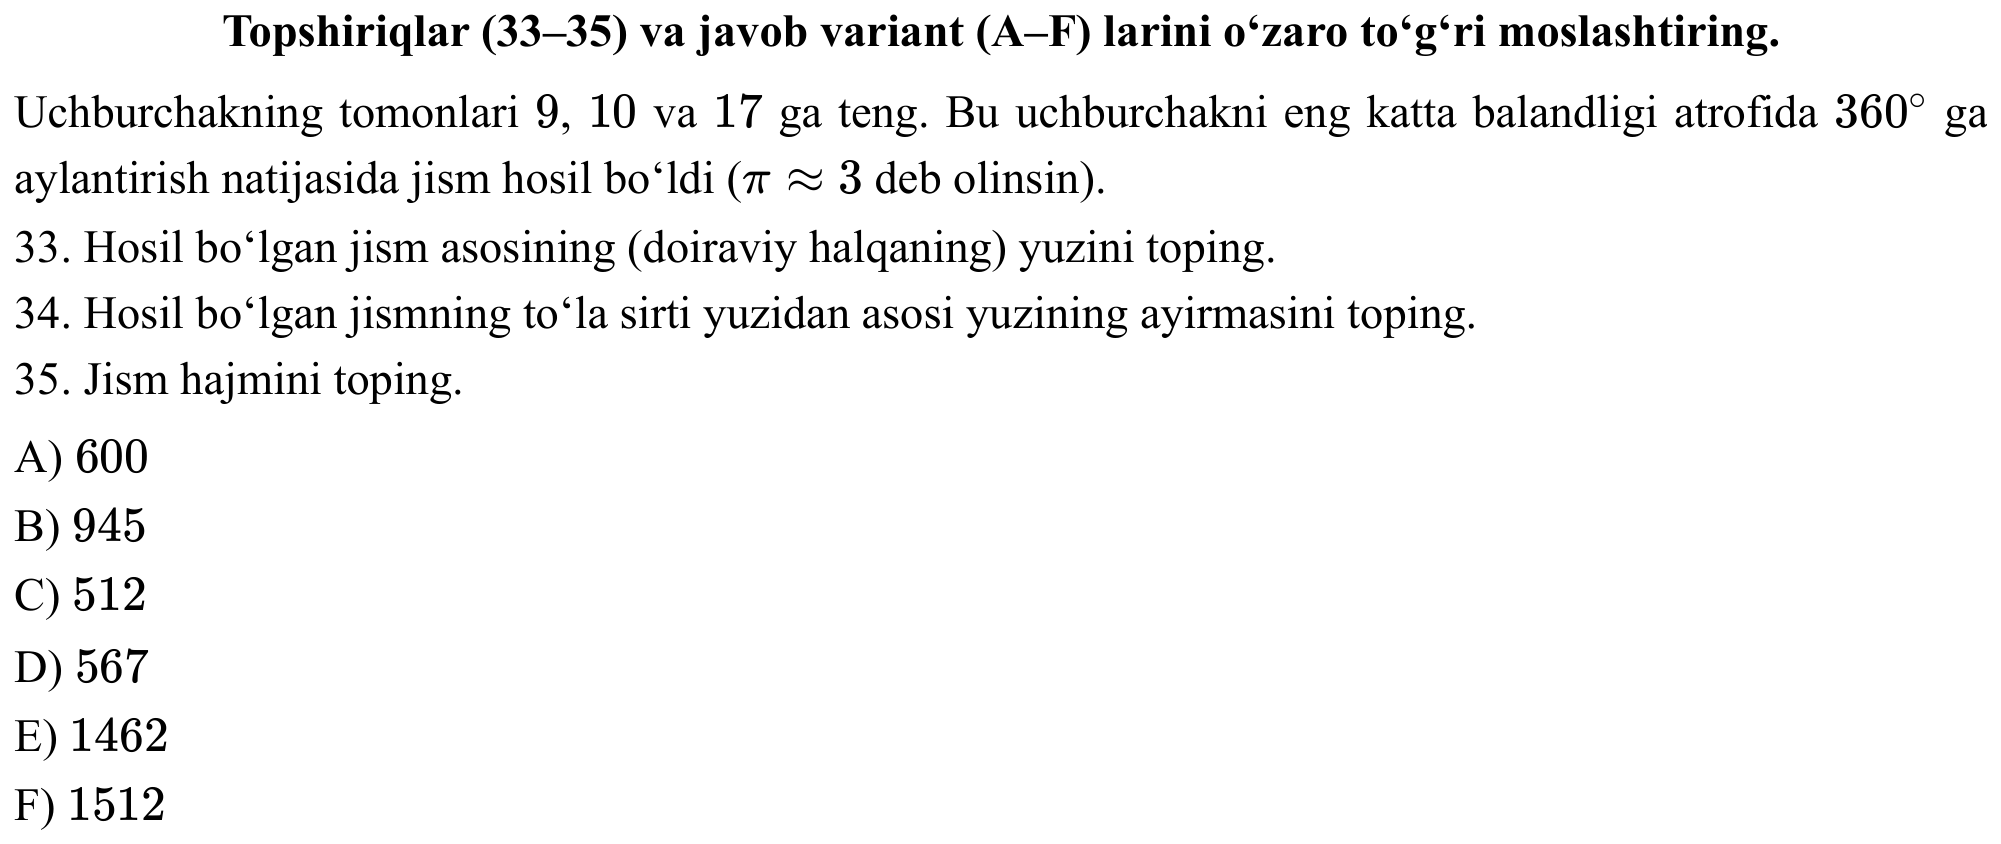 Topshiriqlar (33–35) va javob variant (A–F) larini o‘zaro to‘g‘ri moslashtiring.
Uchburchakning tomonlari 9, 10 va 17 ga teng. Bu uchburchakni eng katta balandligi atrofida 360° ga
aylantirish natijasida jism hosil bo‘ldi (π ≈ 3 deb olinsin).
33. Hosil bo‘lgan jism asosining (doiraviy halqaning) yuzini toping.
34. Hosil bo‘lgan jismning to‘la sirti yuzidan asosi yuzining ayirmasini toping.
35. Jism hajmini toping.
A) 600
B) 945
C) 512
D) 567
E) 1462
F) 1512